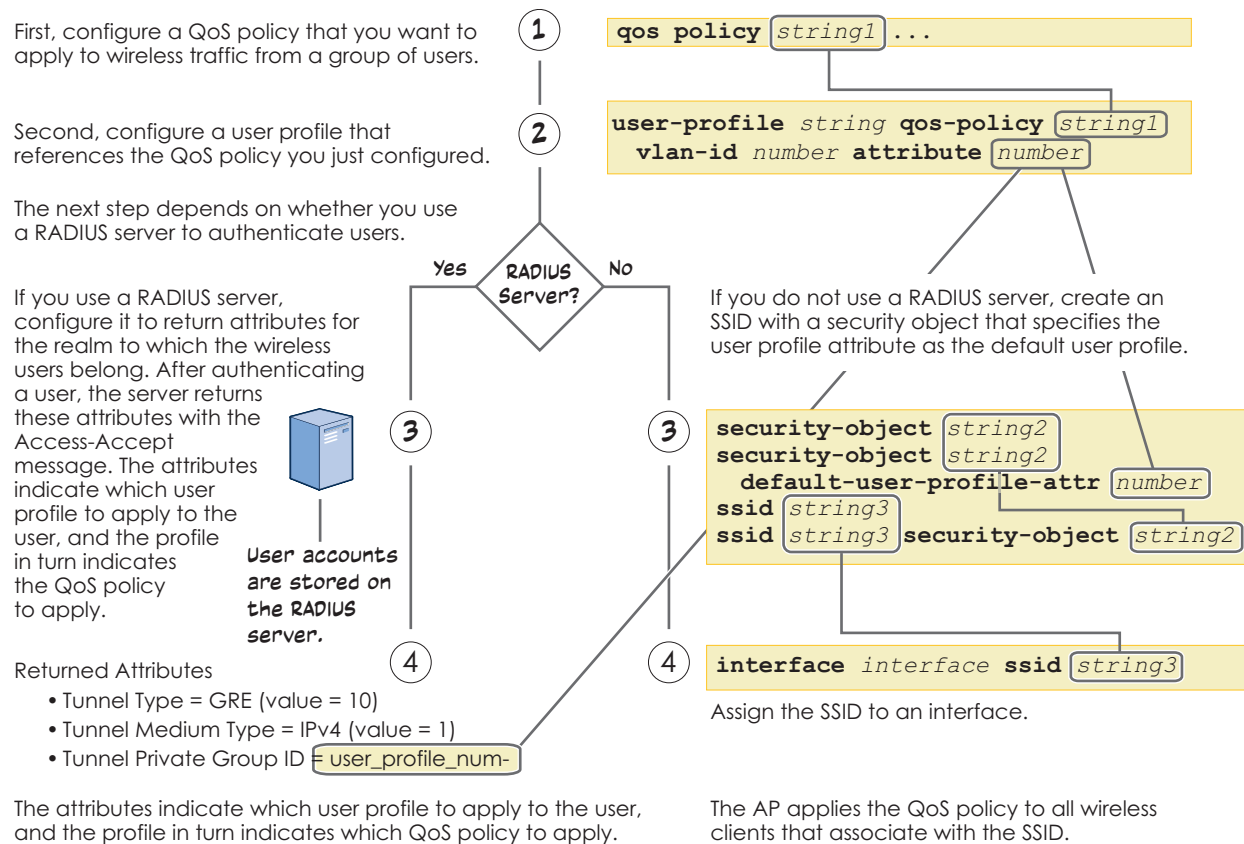 First, configure a QoS policy that you want to
apply to wireless traffic from a group of users.
1
qos policy string1 ...
Second, configure a user profile that
references the QoS policy you just configured.
2
user-profile string qos-policy string1
vlan-id number attribute number
The next step depends on whether you use
a RADIUS server to authenticate users.
Yes
RADIUS
Server?
No
If you use a RADIUS server,
configure it to return attributes for
the realm to which the wireless
users belong. After authenticating
a user, the server returns
these attributes with the
Access-Accept
message. The attributes
indicate which user
profile to apply to the
user, and the profile
in turn indicates
the QoS policy
to apply.
User accounts
are stored on
the RADIUS
server.
3
4
Returned Attributes
• Tunnel Type = GRE (value = 10)
• Tunnel Medium Type = IPv4 (value = 1)
• Tunnel Private Group ID = user_profile_num-
The attributes indicate which user profile to apply to the user,
and the profile in turn indicates which QoS policy to apply.
If you do not use a RADIUS server, create an
SSID with a security object that specifies the
user profile attribute as the default user profile.
3
security-object string2
security-object string2
default-user-profile-attr number
ssid string3
ssid string3 security-object string2
4
interface interface ssid string3
Assign the SSID to an interface.
The AP applies the QoS policy to all wireless
clients that associate with the SSID.